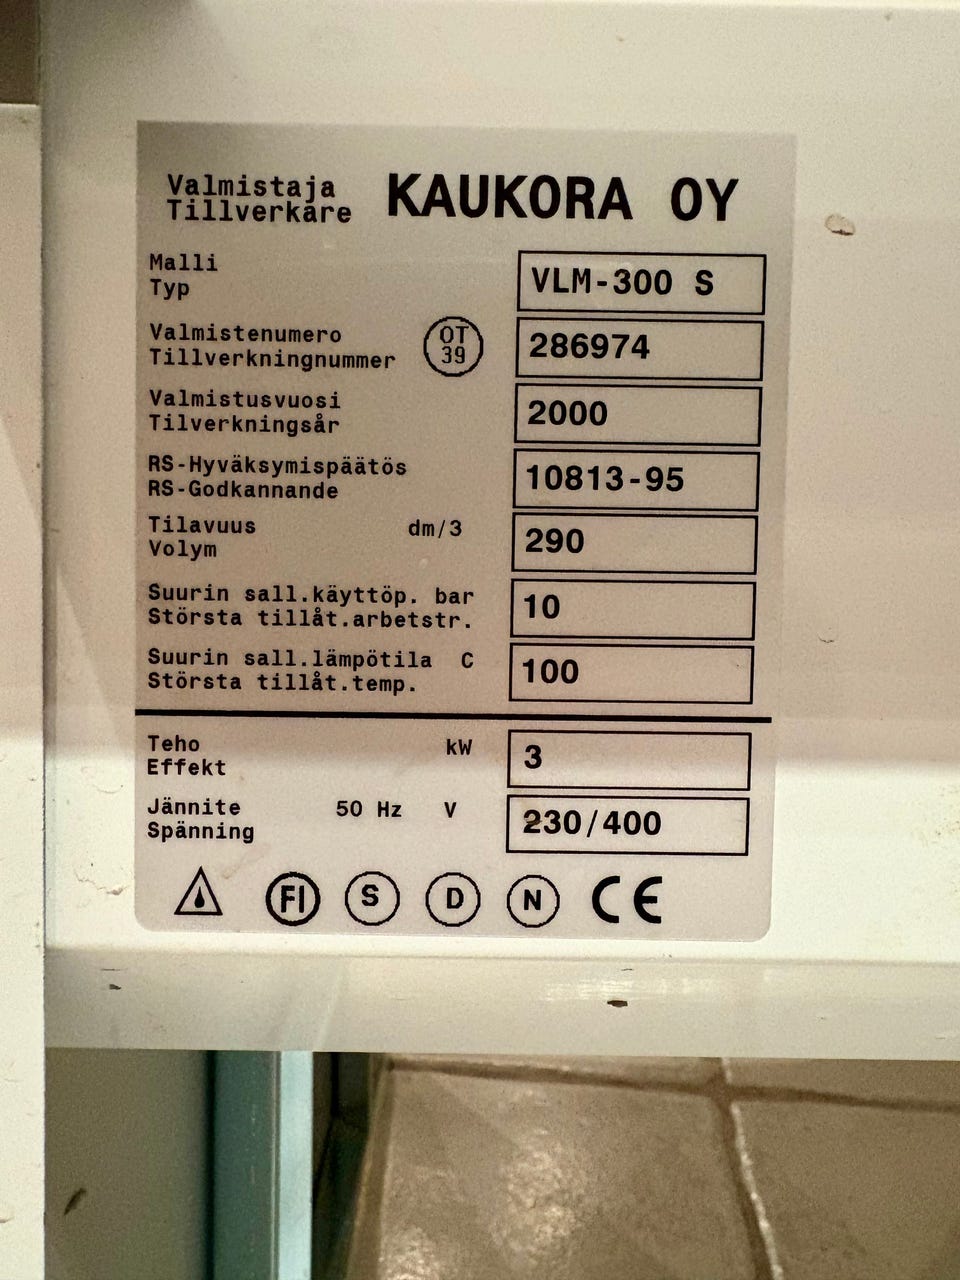 Valmistaja
Tillverkare
KAUKORA OY
Malli
Typ
VLM-300 S
Valmistenumero
Tillverkningnummer
OT
39
286974
Valmistusvuosi
Tilverkningsår
2000
RS-Hyväksymispäätös
RS-Godkannande
10813-95
Tilavuus dm/3
Volym
290
Suurin sall.käyttöp. bar
Största tillåt.arbetstr.
10
Suurin sall.lämpötila C
Största tillåt.temp.
100
Teho kW
Effekt
3
Jännite 50 Hz V
Spänning
230/400
FI S D N CE